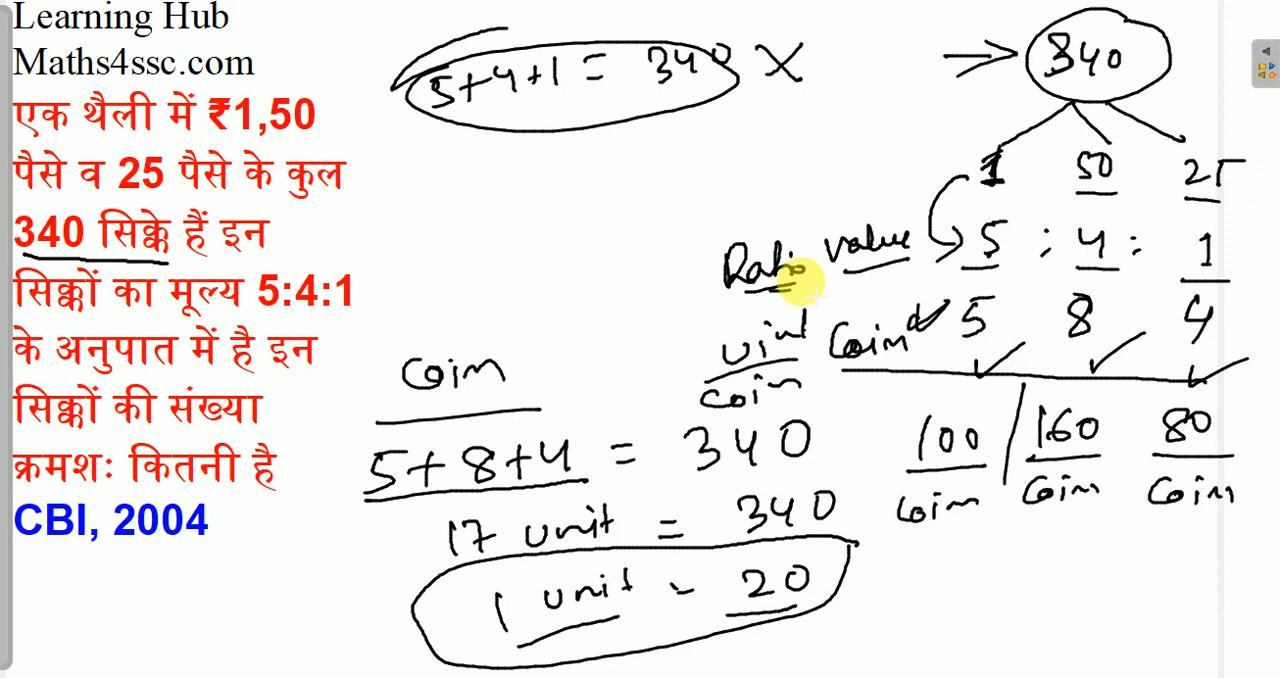 Learning Hub
Maths4ssc.com
एक थैली में ₹1,50
पैसे व 25 पैसे के कुल
340 सिक्के हैं इन
सिक्कों का मूल्य 5:4:1
के अनुपात में है इन
सिक्कों की संख्या
क्रमशः कितनी है
CBI, 2004
5+4+1 = 340 X
→ 340
1 50 25
Ratio value 5 : 4 : 1
Coin 5 8 4
unit
coin
100 160 80
coin coin coin
coin
5+8+4 = 340
17 unit = 340
1 unit - 20